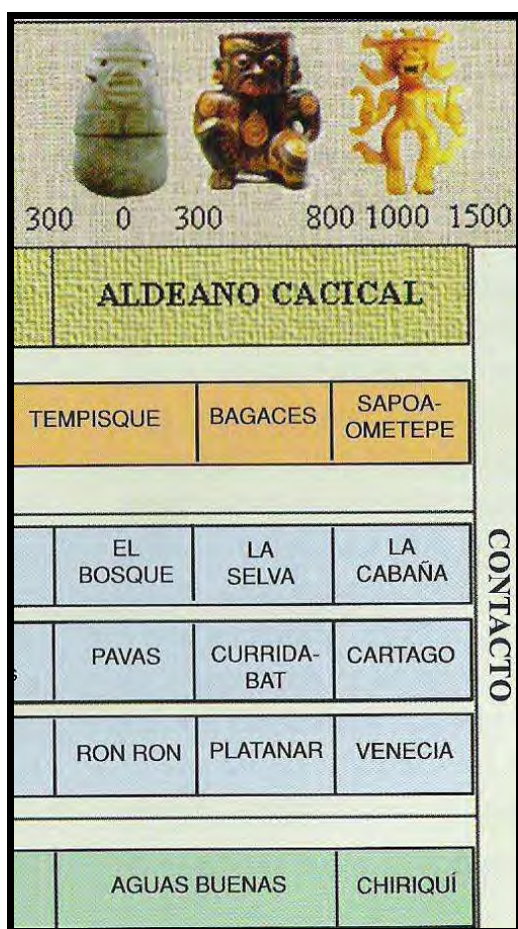 300 0 300 800 1000 1500
ALDEANO CACICAL
TEMPISQUE BAGACES SAPOA-
OMETEPE
EL LA LA
BOSQUE SELVA CABAÑA
PAVAS CURRIDA- CARTAGO
BAT
RON RON PLATANAR VENECIA
AGUAS BUENAS CHIRIQUÍ
CONTACTO